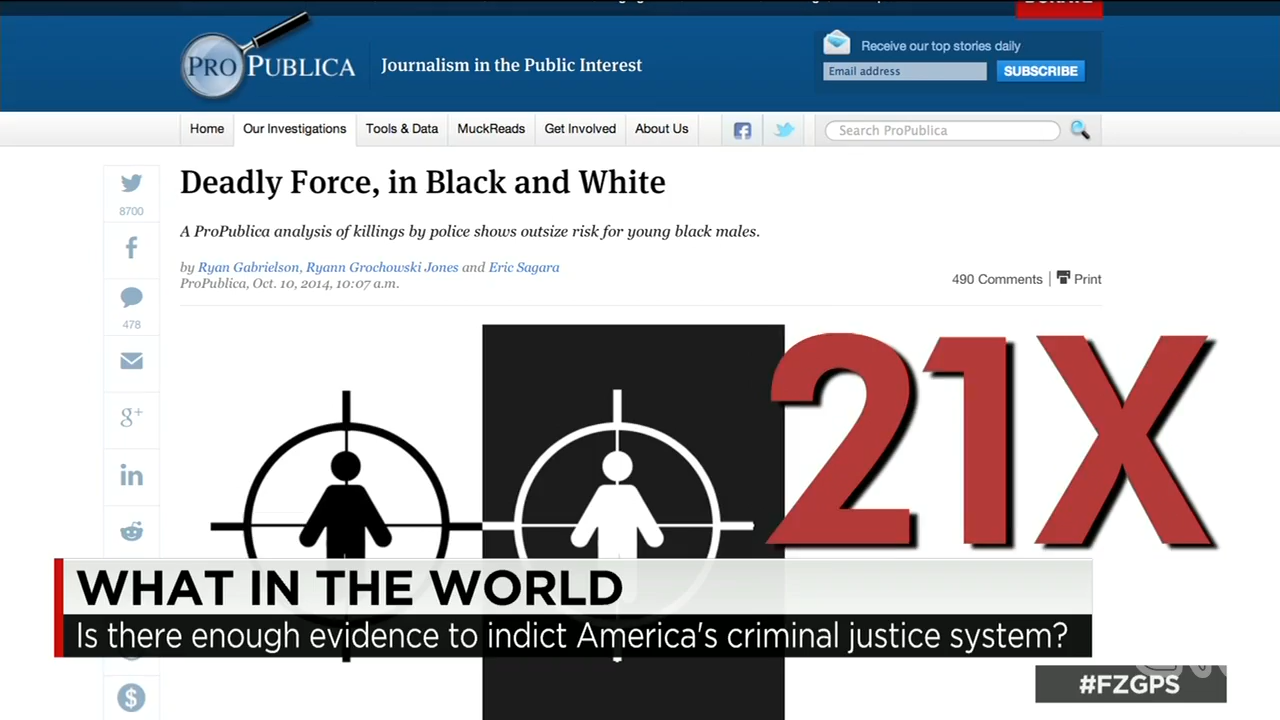 PROPUBLICA
Journalism in the Public Interest
Receive our top stories daily
Email address
SUBSCRIBE
Home
Our Investigations
Tools & Data
MuckReads
Get Involved
About Us
Search ProPublica
8700
478
Deadly Force, in Black and White
A ProPublica analysis of killings by police shows outsize risk for young black males.
by Ryan Gabrielson, Ryann Grochowski Jones and Eric Sagara
ProPublica, Oct. 10, 2014, 10:07 a.m.
490 Comments | Print
g+
in
21X
WHAT IN THE WORLD
Is there enough evidence to indict America's criminal justice system?
$
#FZGPS